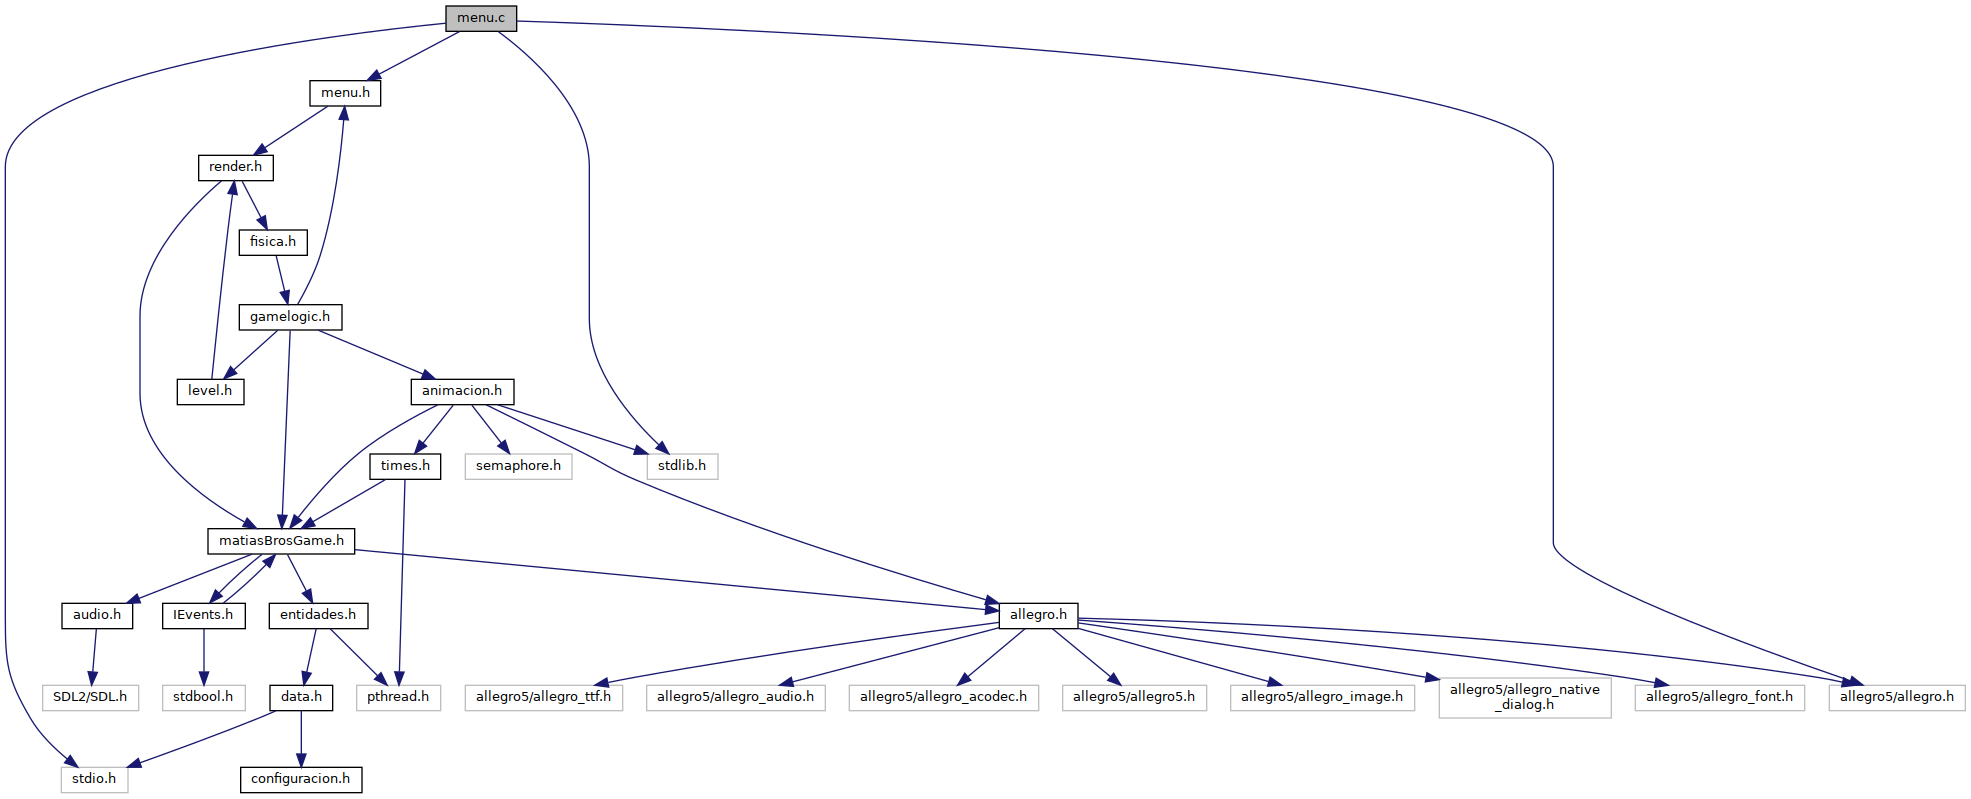 menu.c
menu.h
render.h
fisica.h
gamelogic.h
level.h
animacion.h
times.h
semaphore.h
stdlib.h
matiasBrosGame.h
audio.h
IEvents.h
entidades.h
allegro.h
SDL2/SDL.h
stdbool.h
data.h
pthread.h
allegro5/allegro_ttf.h
allegro5/allegro_audio.h
allegro5/allegro_acodec.h
allegro5/allegro5.h
allegro5/allegro_image.h
allegro5/allegro_native
_dialog.h
allegro5/allegro_font.h
allegro5/allegro.h
stdio.h
configuracion.h